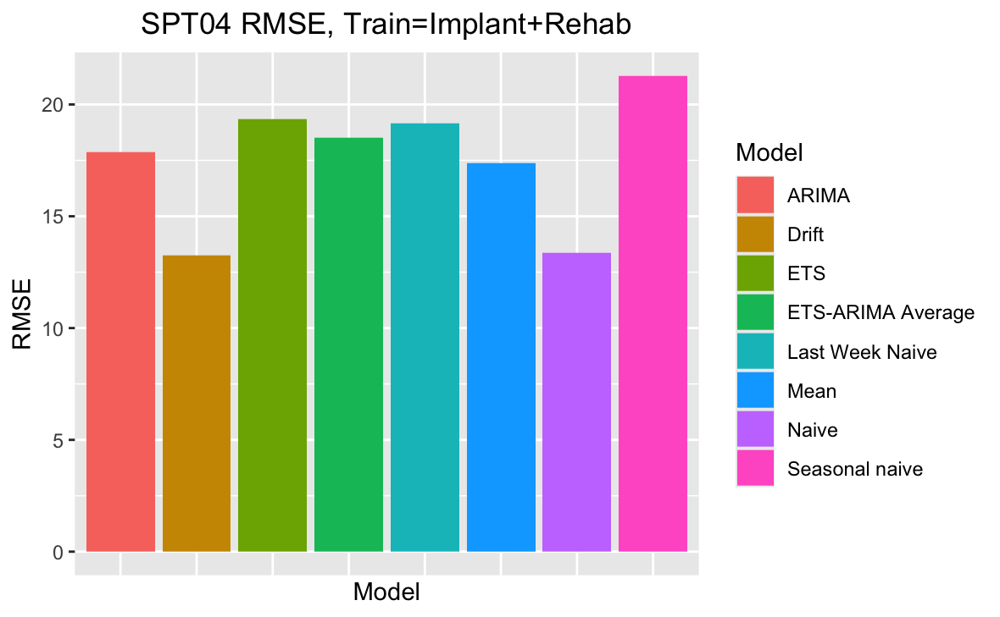 SPT04 RMSE, Train=Implant+Rehab
RMSE
20
15
10
5
0
Model
Model
ARIMA
Drift
ETS
ETS-ARIMA Average
Last Week Naive
Mean
Naive
Seasonal naive